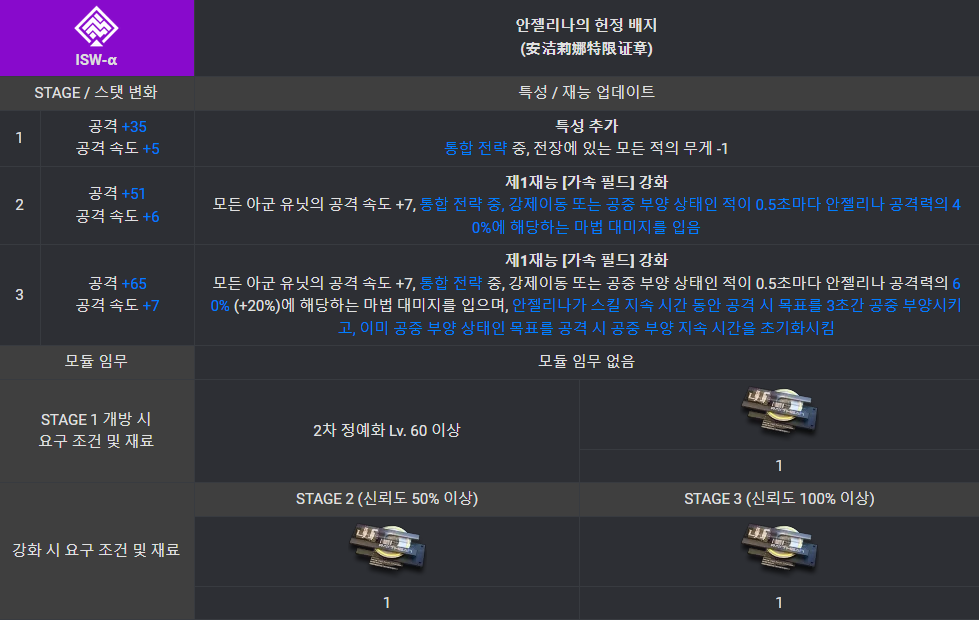 ISW-α
안젤리나의 헌정 배지
(安洁莉娜特限证章)
STAGE / 스탯 변화
특성 / 재능 업데이트
1
공격 +35
공격 속도 +5
특성 추가
통합 전략 중, 전장에 있는 모든 적의 무게 -1
2
공격 +51
공격 속도 +6
제1재능 [가속 필드] 강화
모든 아군 유닛의 공격 속도 +7, 통합 전략 중, 강제이동 또는 공중 부양 상태인 적이 0.5초마다 안젤리나 공격력의 4
0%에 해당하는 마법 대미지를 입음
3
공격 +65
공격 속도 +7
제1재능 [가속 필드] 강화
모든 아군 유닛의 공격 속도 +7, 통합 전략 중, 강제이동 또는 공중 부양 상태인 적이 0.5초마다 안젤리나 공격력의 6
0% (+20%)에 해당하는 마법 대미지를 입으며, 안젤리나가 스킬 지속 시간 동안 공격 시 목표를 3초간 공중 부양시키
고, 이미 공중 부양 상태인 목표를 공격 시 공중 부양 지속 시간을 초기화시킴
모듈 임무
모듈 임무 없음
STAGE 1 개방 시
요구 조건 및 재료
2차 정예화 Lv. 60 이상
1
강화 시 요구 조건 및 재료
STAGE 2 (신뢰도 50% 이상)
STAGE 3 (신뢰도 100% 이상)
1
1